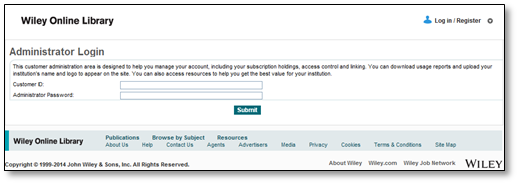 Wiley Online Library
Log in / Register
Administrator Login
This customer administration area is designed to help you manage your account, including your subscription holdings, access control and linking. You can download usage reports and upload your
institution's name and logo to appear on the site. You can also access resources to help you get the best value for your institution.
Customer ID:
Administrator Password:
Submit
Wiley Online Library
Publications Browse by Subject Resources
About Us Help Contact Us Agents Advertisers Media Privacy Cookies Terms & Conditions Site Map
Copyright © 1999-2014 John Wiley & Sons, Inc. All Rights Reserved.
About Wiley Wiley.com Wiley Job Network WILEY